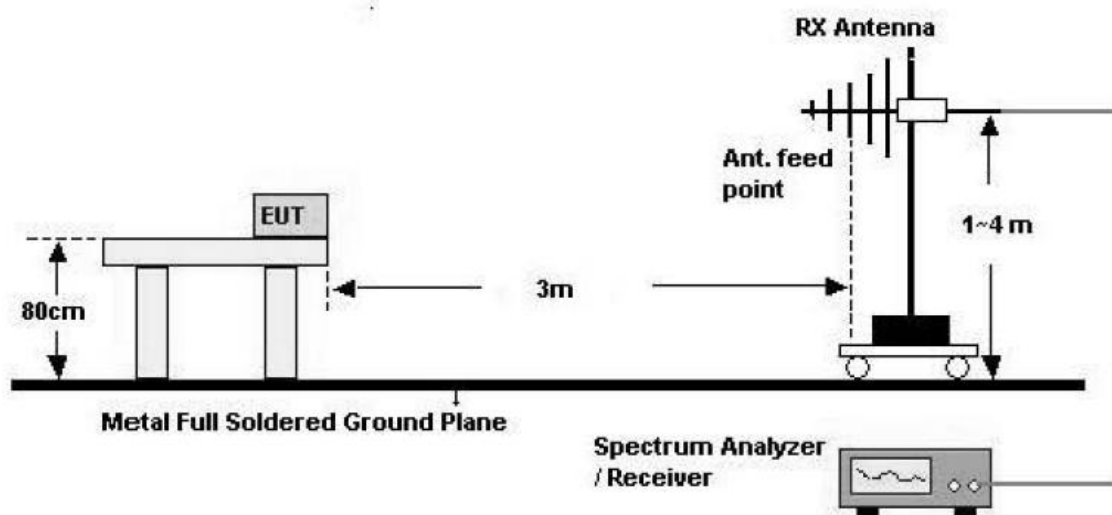 RX Antenna
Ant. feed
point
EUT
1~4 m
3m
80cm
Metal Full Soldered Ground Plane
Spectrum Analyzer
/ Receiver